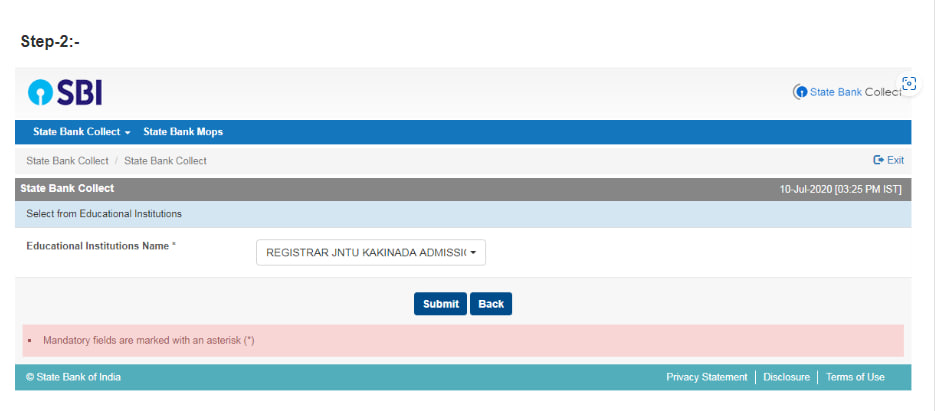 Step-2:-
SBI
State Bank Collect
State Bank Collect State Bank Mops
State Bank Collect / State Bank Collect Exit
State Bank Collect 10-Jul-2020 [03:25 PM IST]
Select from Educational Institutions
Educational Institutions Name * REGISTRAR JNTU KAKINADA ADMISSI(
Submit Back
Mandatory fields are marked with an asterisk (*)
© State Bank of India Privacy Statement Disclosure Terms of Use